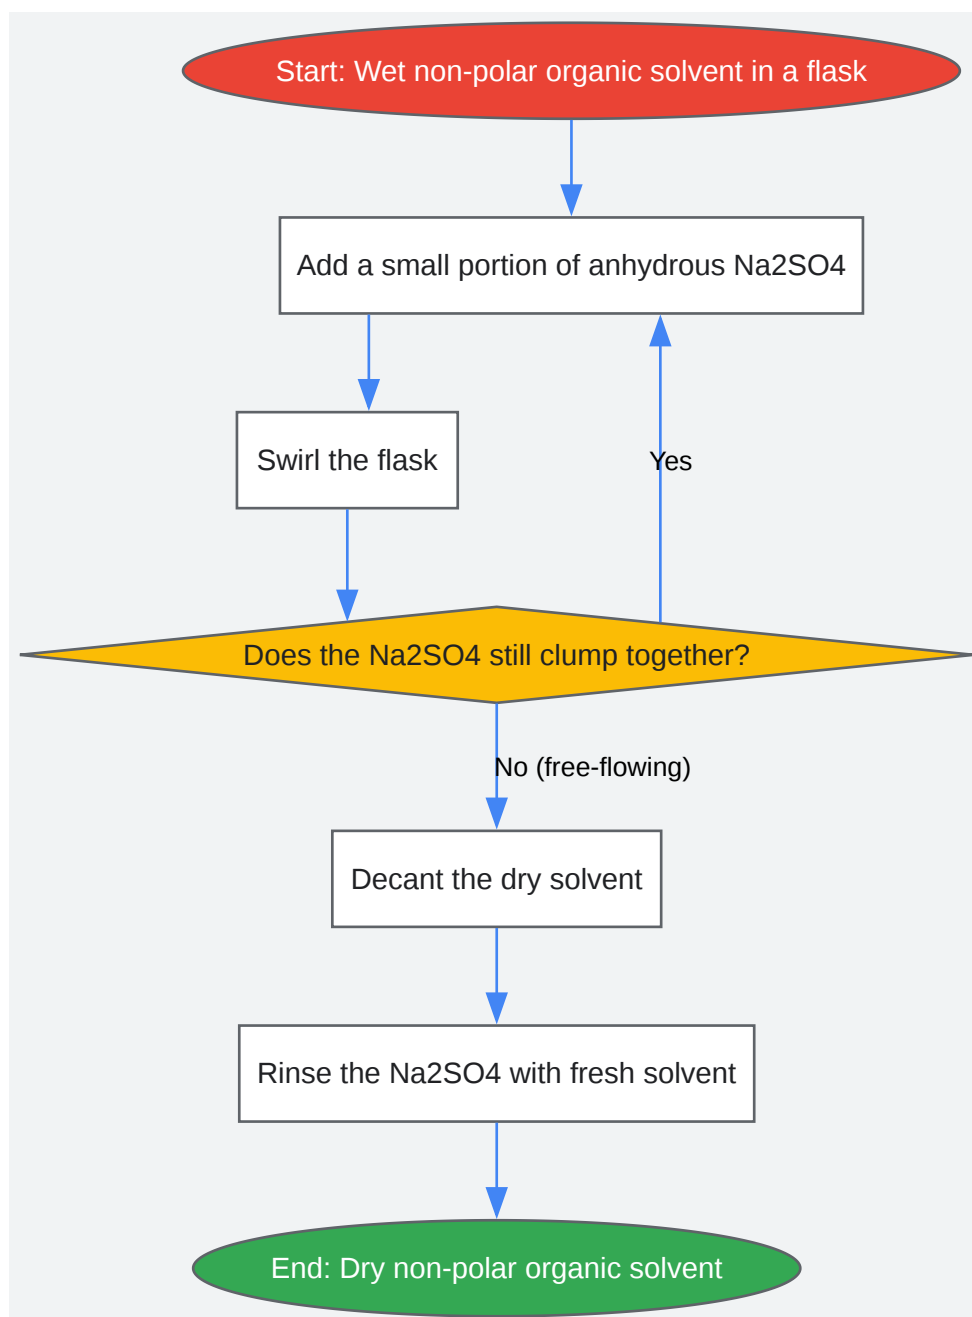 Start: Wet non-polar organic solvent in a flask
Add a small portion of anhydrous Na2SO4
Swirl the flask
Yes
Does the Na2SO4 still clump together?
No (free-flowing)
Decant the dry solvent
Rinse the Na2SO4 with fresh solvent
End: Dry non-polar organic solvent